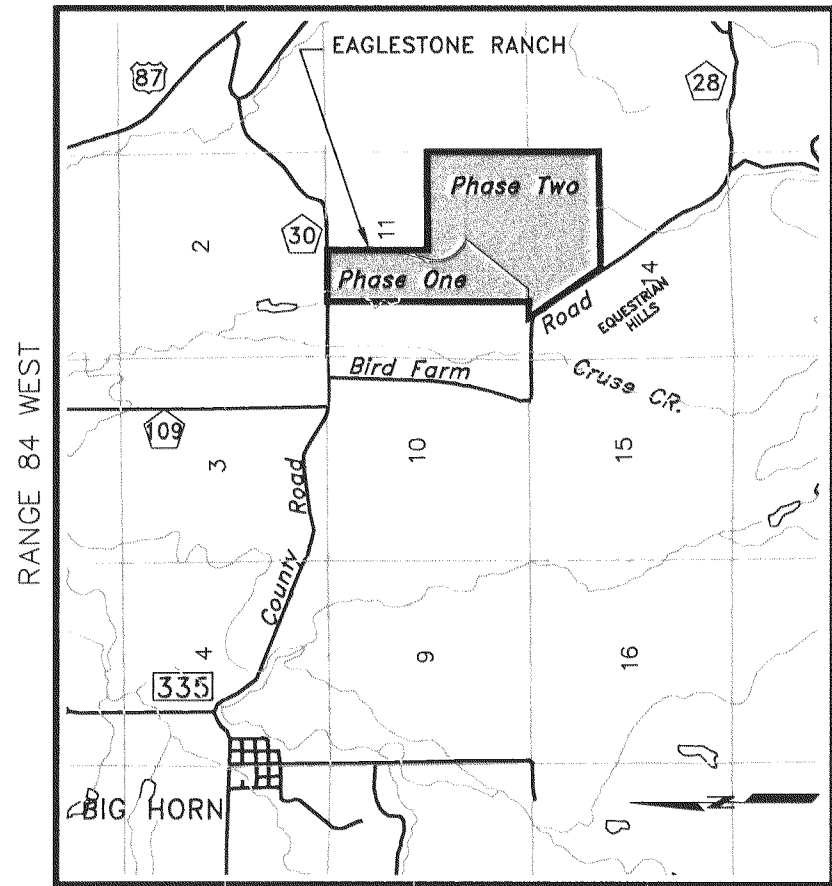 EAGLESTONE RANCH
87
28
Phase Two
11
2
30
14
Phase One
Road
EQUESTRIAN
HILLS
Bird Farm
Cruse CR.
RANGE 84 WEST
109
3
10
15
County Road
4
9
16
335
BIG HORN
N